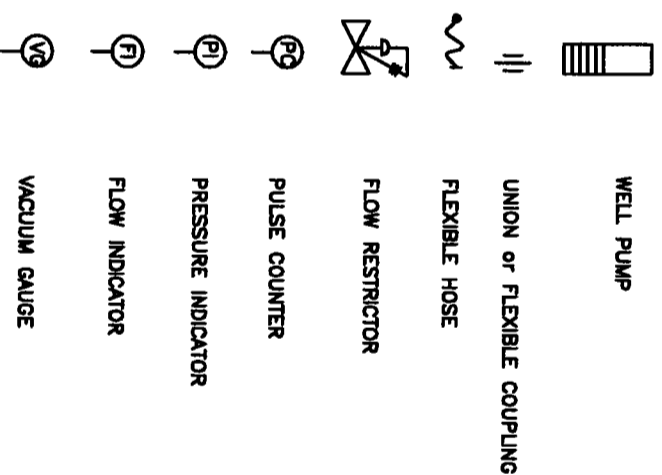 WELL PUMP
UNION or FLEXIBLE COUPLING
FLEXIBLE HOSE
FLOW RESTRICTOR
PC PULSE COUNTER
PI PRESSURE INDICATOR
FI FLOW INDICATOR
VG VACUUM GAUGE